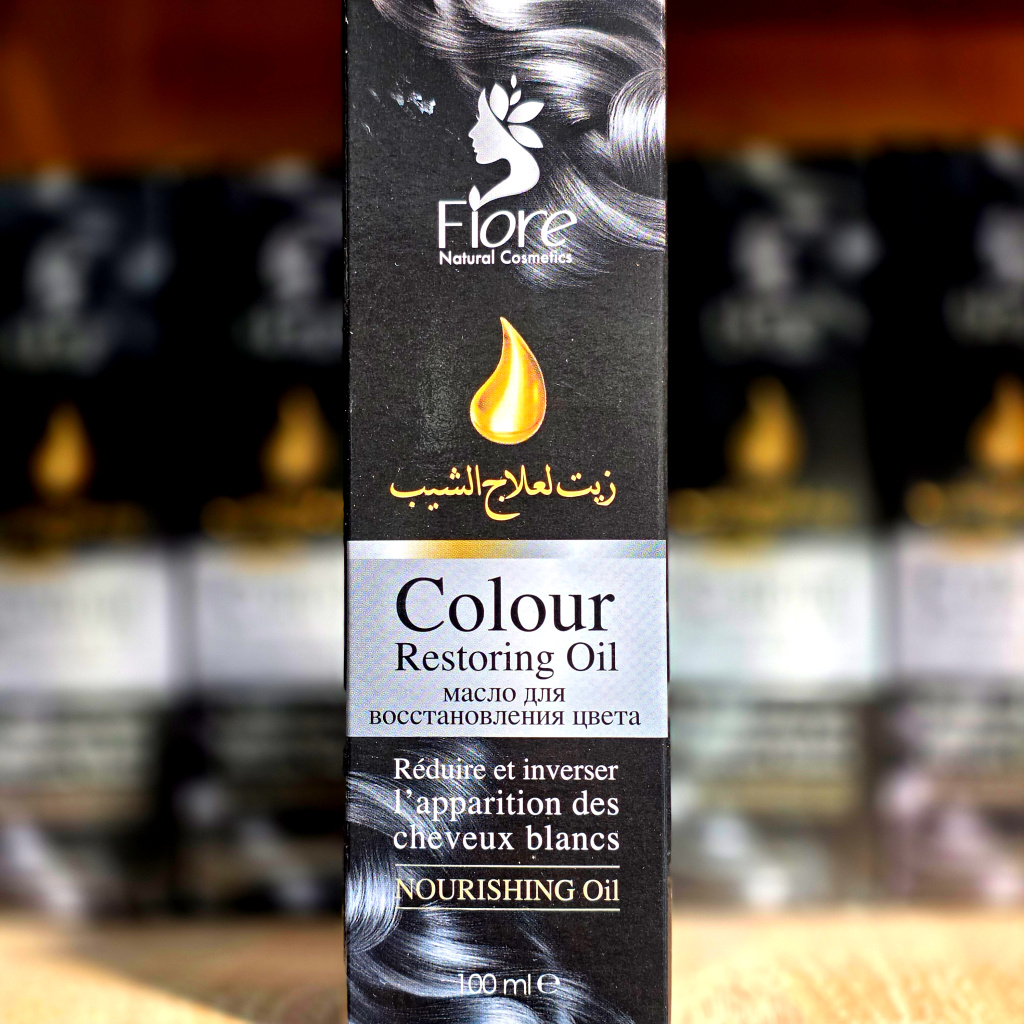 Fiore
Natural Cosmetics
زيت لعلاج الشيب
Colour
Restoring Oil
масло для
восстановления цвета
Réduire et inverser
l'apparition des
cheveux blancs
NOURISHING Oil
100 ml ℮